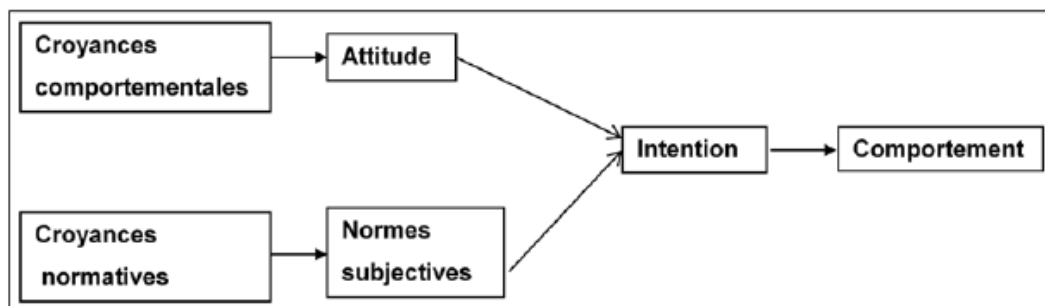 Croyances
comportementales
Attitude
Intention
Comportement
Croyances
normatives
Normes
subjectives